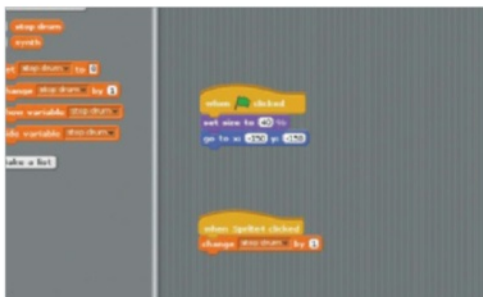 stop drum
synth
set stop drum to 0
change stop drum by 1
show variable stop drum
hide variable stop drum
Make a list
when clicked
set size to 40 %
go to x: -150 y: -150
when Sprite1 clicked
change stop drum by 1